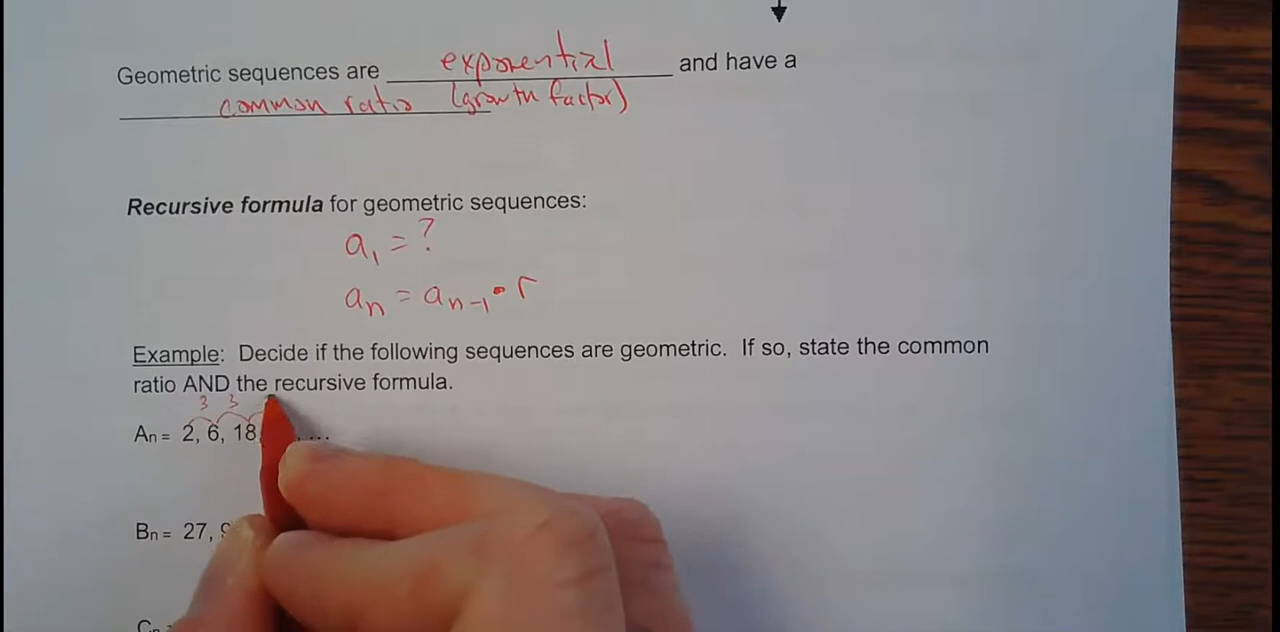 Geometric sequences are exponential and have a
common ratio (growth factor)
Recursive formula for geometric sequences:
a₁ = ?
aₙ = aₙ₋₁ • r
Example: Decide if the following sequences are geometric. If so, state the common
ratio AND the recursive formula.
3 3
An = 2, 6, 18 ...
Bn = 27,